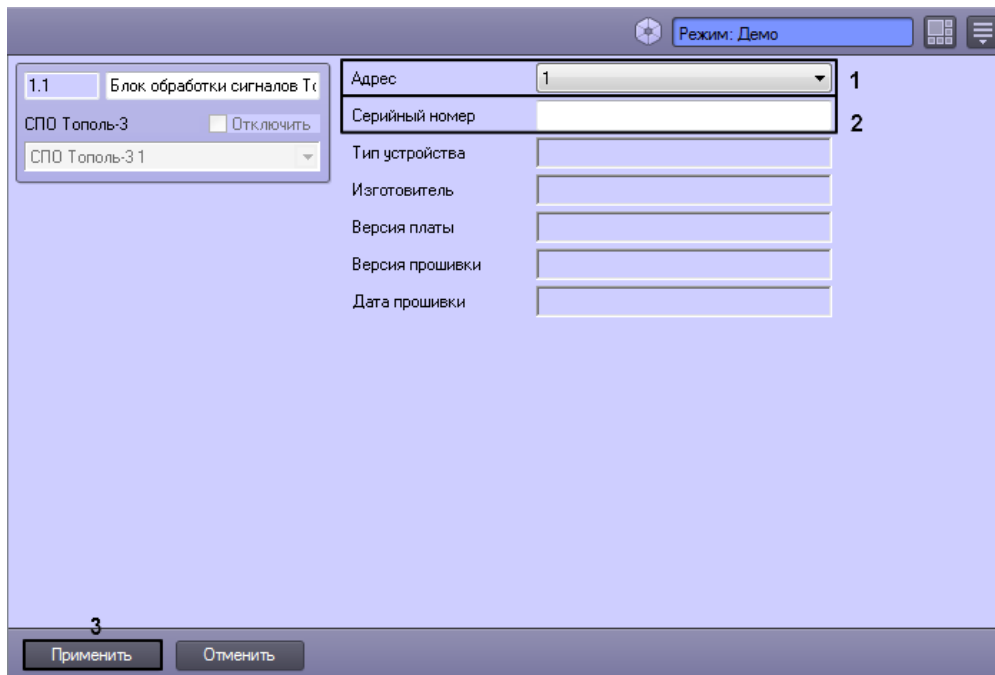 Режим: Демо
1.1
Блок обработки сигналов То
СПО Тополь-3
Отключить
СПО Тополь-3 1
Адрес
1
1
Серийный номер
2
Тип устройства
Изготовитель
Версия платы
Версия прошивки
Дата прошивки
3
Применить
Отменить